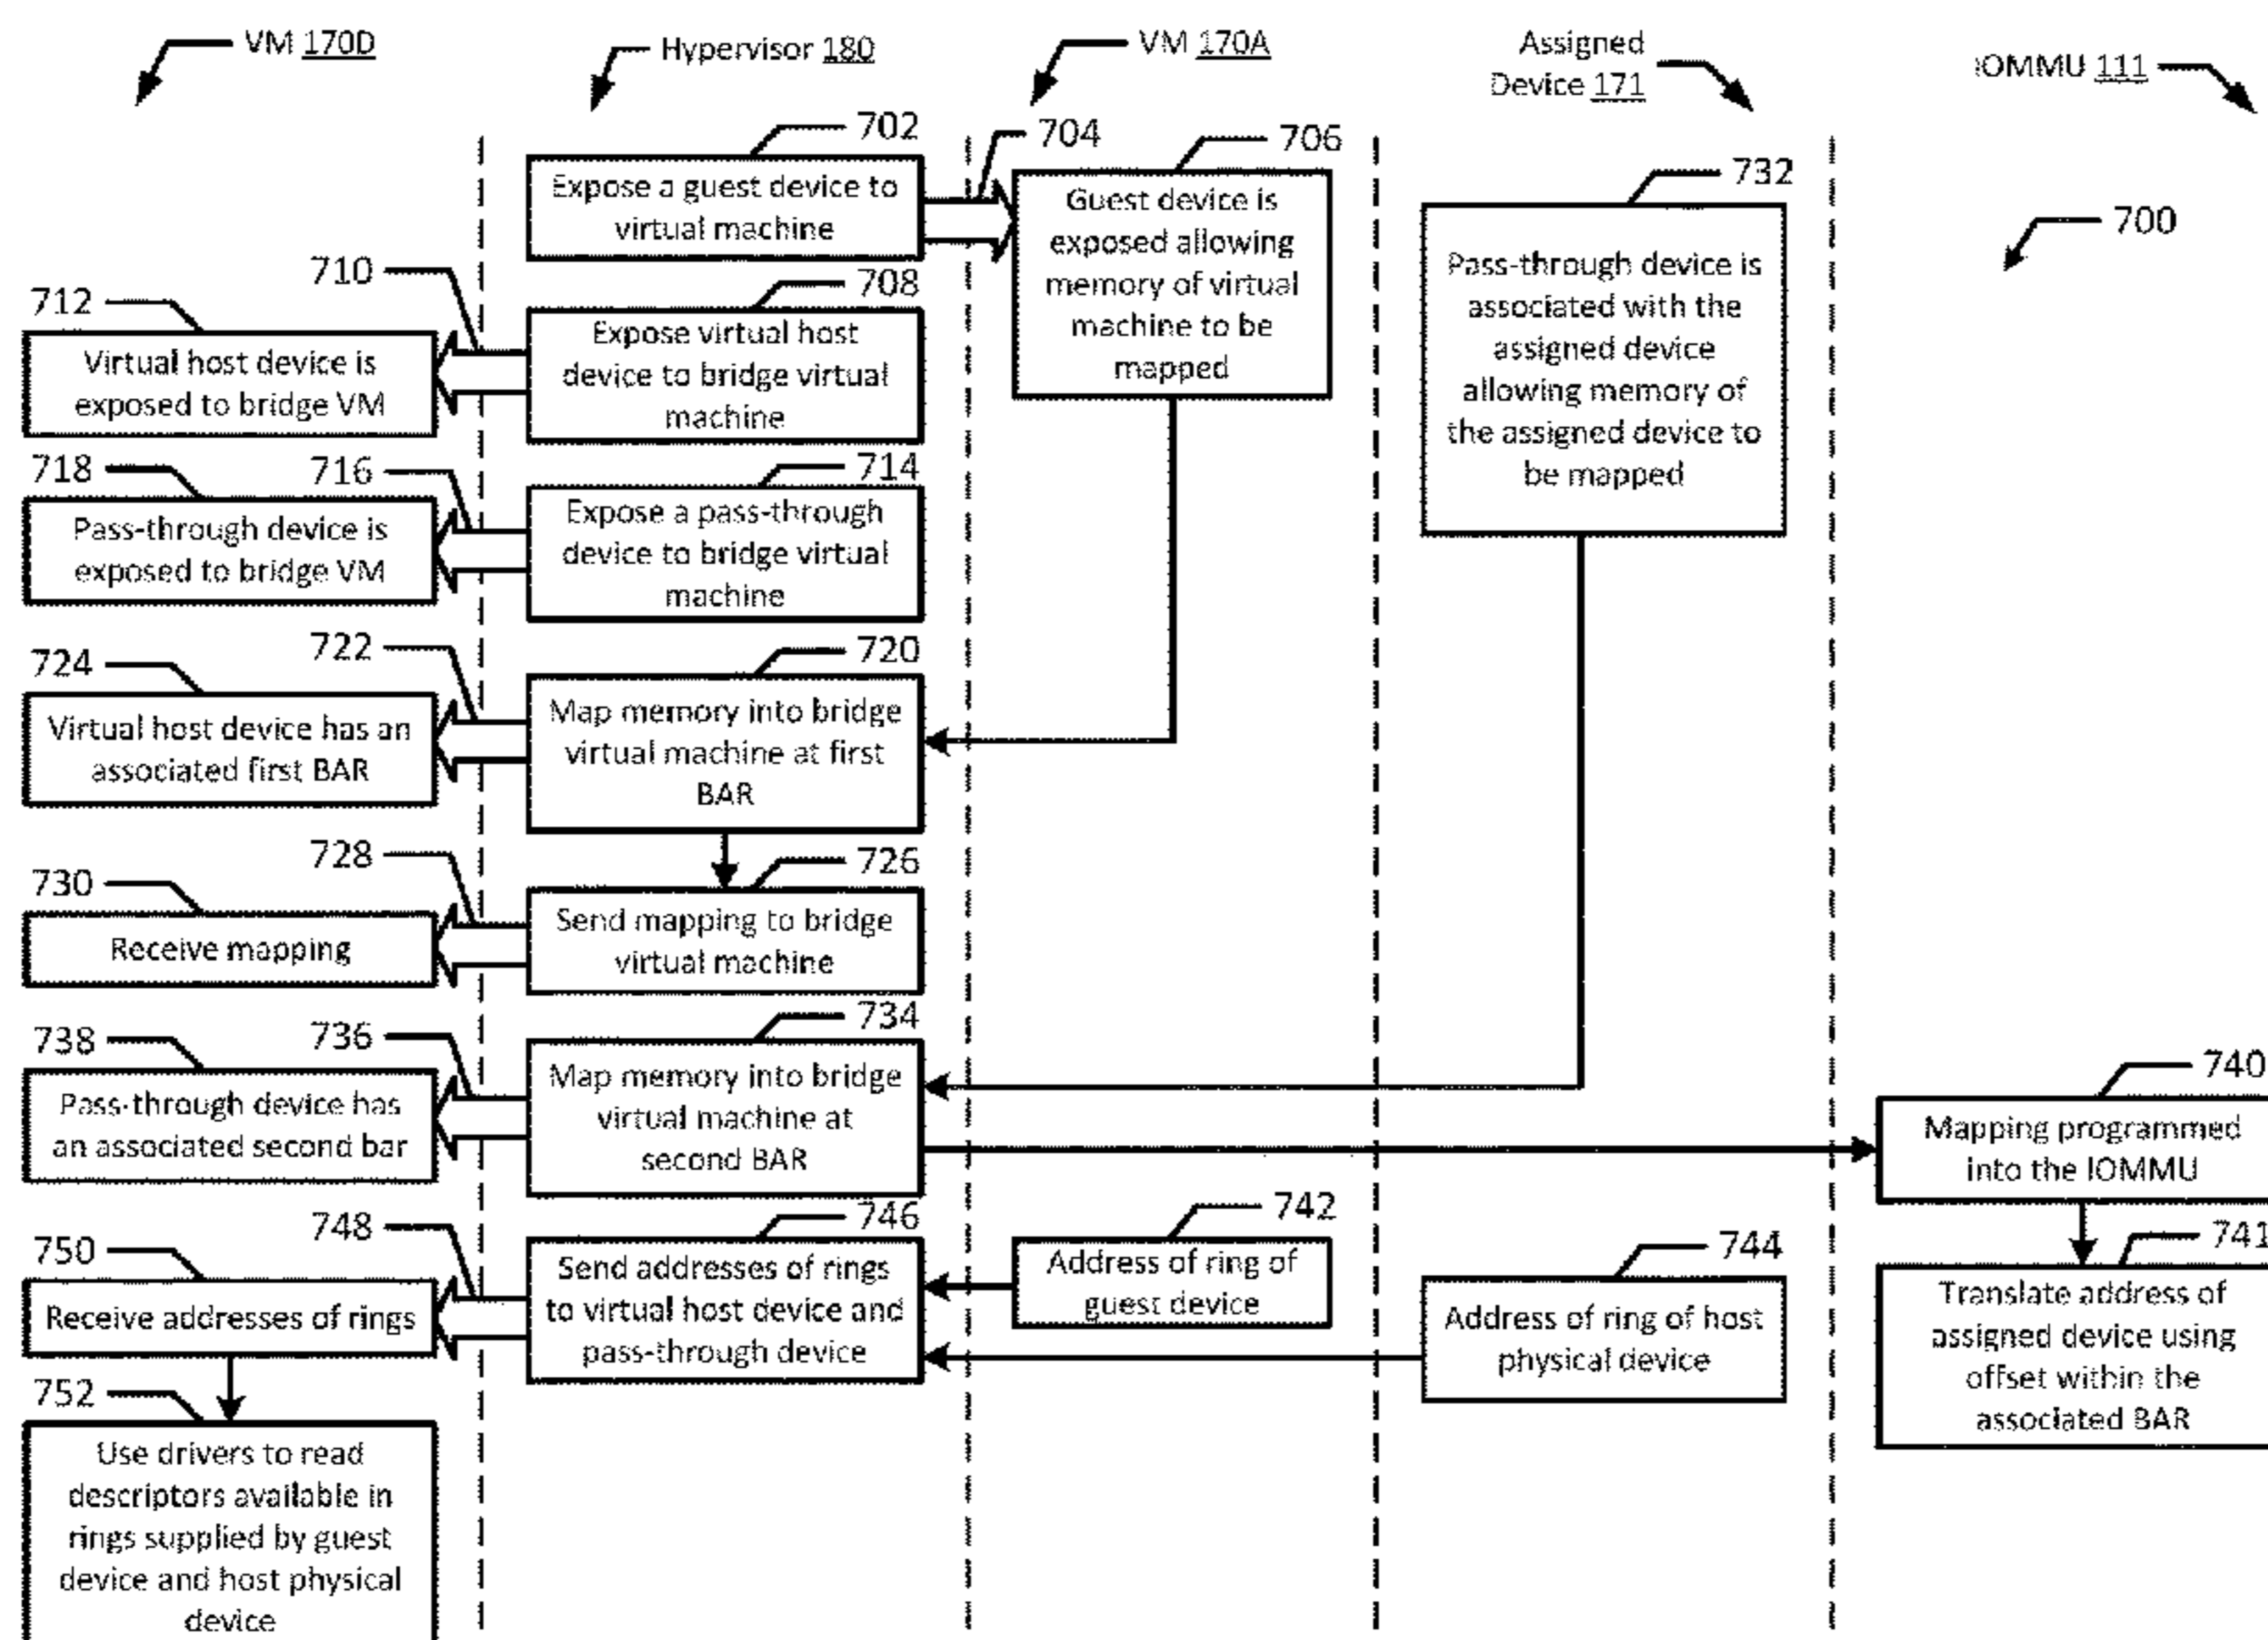 VM 170D
Hypervisor 180
VM 170A
Assigned
Device 171
IOMMU 111
700
702
Expose a guest device to
virtual machine
704
706
Guest device is
exposed allowing
memory of virtual
machine to be
mapped
732
Pass-through device is
associated with the
assigned device
allowing memory of
the assigned device to
be mapped
708
Expose virtual host
device to bridge virtual
machine
710
712
Virtual host device is
exposed to bridge VM
714
Expose a pass-through
device to bridge virtual
machine
716
718
Pass-through device is
exposed to bridge VM
720
Map memory into bridge
virtual machine at first
BAR
722
724
Virtual host device has an
associated first BAR
726
Send mapping to bridge
virtual machine
728
730
Receive mapping
734
Map memory into bridge
virtual machine at
second BAR
736
738
Pass-through device has
an associated second bar
740
Mapping programmed
into the IOMMU
741
Translate address of
assigned device using
offset within the
associated BAR
742
Address of ring of
guest device
744
Address of ring of host
physical device
746
Send addresses of rings
to virtual host device and
pass-through device
748
750
Receive addresses of rings
752
Use drivers to read
descriptors available in
rings supplied by guest
device and host physical
device